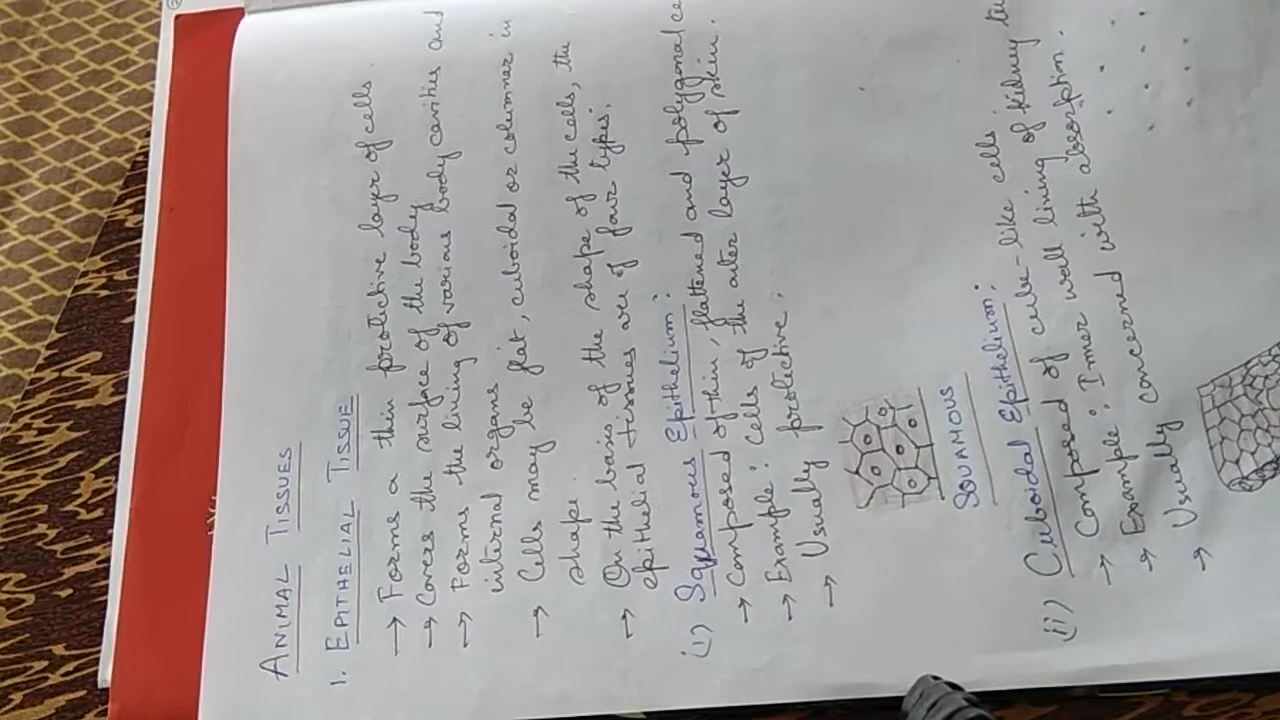 ANIMAL TISSUES
1. EPITHELIAL TISSUE
→ Forms a thin protective layer of cells.
→ Covers the surface of the body
→ Forms the lining of various body cavities and
internal organs
→ Cells may be flat, cuboidal or columner in
shape.
→ On the basis of the shape of the cells, the
epithelial tissues are of four types:
(i) Squamous Epithelium:
→ Composed of thin, flattened and polygonal ce
→ Example: Cells of the outer layer of skin.
→ Usually protective.
SQUAMOUS
(ii) Cuboidal Epithelium:
→ Composed of cube-like cells
→ Example: Inner wall lining of kidney tu
→ Usually concerned with absorption.